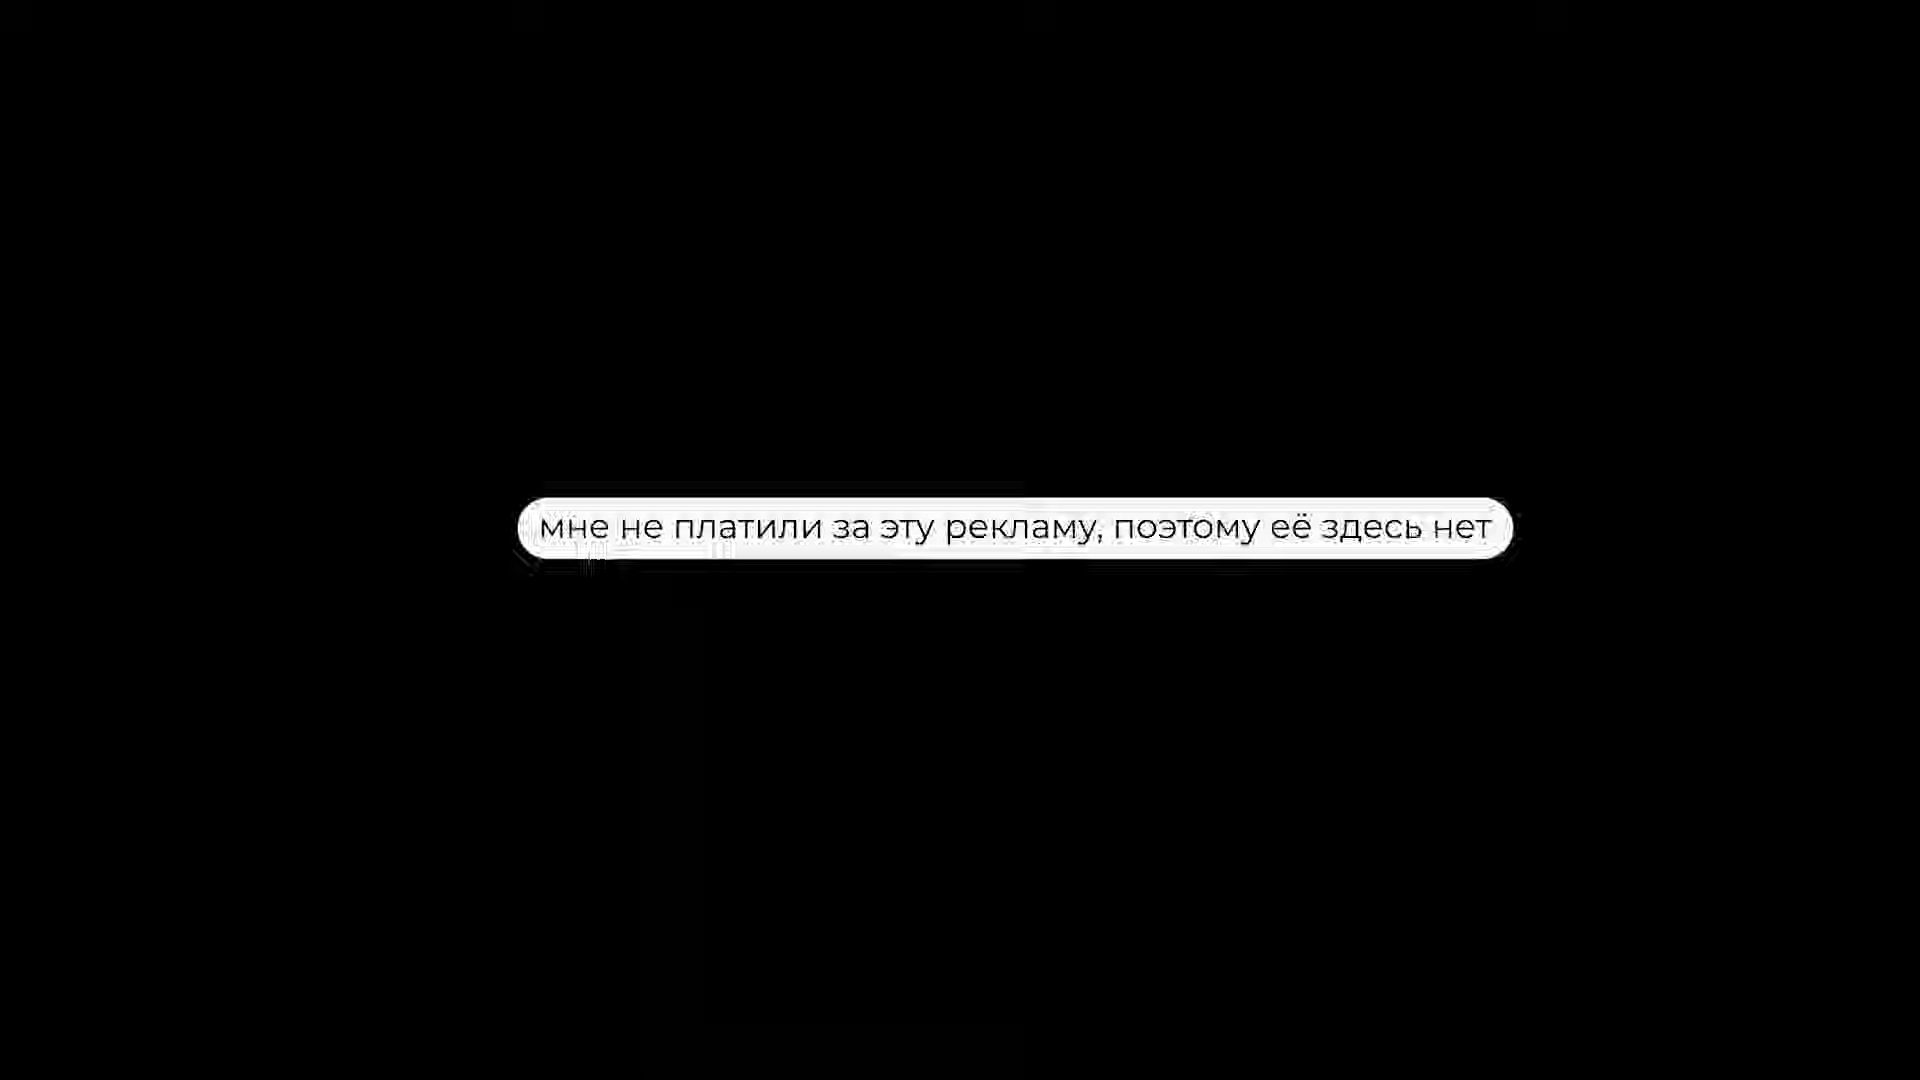 мне не платили за эту рекламу, поэтому её здесь нет